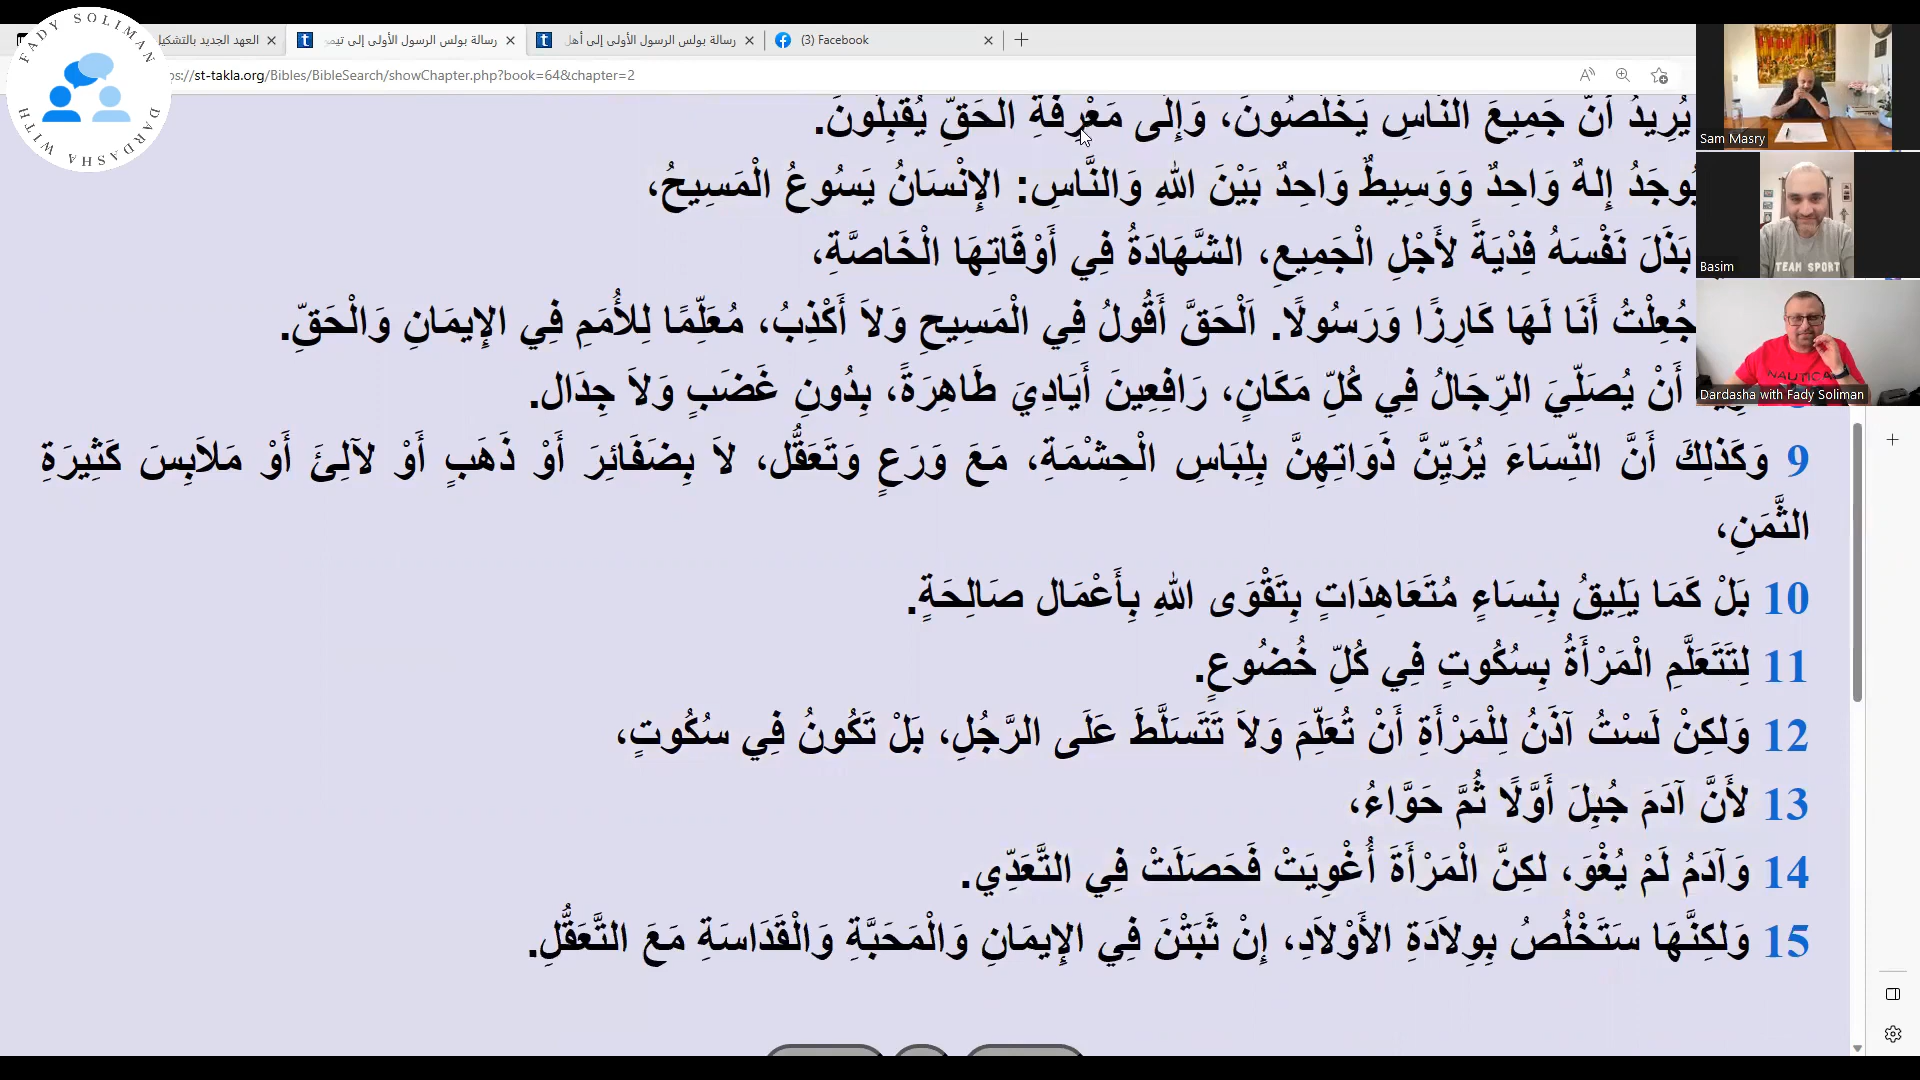 FADY SOLIMAN
DARDASHA WITH
العهد الجديد بالتشكيل
رسالة بولس الرسول الأولى إلى تيمو
رسالة بولس الرسول الأولى إلى أهل
(3) Facebook
st-takla.org/Bibles/BibleSearch/showChapter.php?book=64&chapter=2
يُرِيدُ أَنَّ جَمِيعَ النَّاسِ يَخْلُصُونَ، وَإِلَى مَعْرِفَةِ الْحَقِّ يُقْبِلُونَ.
يُوجَدُ إِلهٌ وَاحِدٌ وَوَسِيطٌ وَاحِدٌ بَيْنَ اللهِ وَالنَّاسِ: الإِنْسَانُ يَسُوعُ الْمَسِيحُ،
بَذَلَ نَفْسَهُ فِدْيَةً لأَجْلِ الْجَمِيعِ، الشَّهَادَةُ فِي أَوْقَاتِهَا الْخَاصَّةِ،
جُعِلْتُ أَنَا لَهَا كَارِزًا وَرَسُولًا. اَلْحَقَّ أَقُولُ فِي الْمَسِيحِ وَلاَ أَكْذِبُ، مُعَلِّمًا لِلأُمَمِ فِي الإِيمَانِ وَالْحَقِّ.
أَنْ يُصَلِّيَ الرِّجَالُ فِي كُلِّ مَكَانٍ، رَافِعِينَ أَيَادِيَ طَاهِرَةً، بِدُونِ غَضَبٍ وَلاَ جِدَال.
9 وَكَذلِكَ أَنَّ النِّسَاءَ يُزَيِّنَّ ذَوَاتِهِنَّ بِلِبَاسِ الْحِشْمَةِ، مَعَ وَرَعٍ وَتَعَقُّل، لاَ بِضَفَائِرَ أَوْ ذَهَبٍ أَوْ لآلِئَ أَوْ مَلاَبِسَ كَثِيرَةِ
الثَّمَنِ،
10 بَلْ كَمَا يَلِيقُ بِنِسَاءٍ مُتَعَاهِدَاتٍ بِتَقْوَى اللهِ بِأَعْمَال صَالِحَةٍ.
11 لِتَتَعَلَّمِ الْمَرْأَةُ بِسُكُوتٍ فِي كُلِّ خُضُوعٍ.
12 وَلكِنْ لَسْتُ آذَنُ لِلْمَرْأَةِ أَنْ تُعَلِّمَ وَلاَ تَتَسَلَّطَ عَلَى الرَّجُلِ، بَلْ تَكُونُ فِي سُكُوتٍ،
13 لأَنَّ آدَمَ جُبِلَ أَوَّلًا ثُمَّ حَوَّاءُ،
14 وَآدَمُ لَمْ يُغْوَ، لكِنَّ الْمَرْأَةَ أُغْوِيَتْ فَحَصَلَتْ فِي التَّعَدِّي.
15 وَلكِنَّهَا سَتَخْلُصُ بِوِلاَدَةِ الأَوْلاَدِ، إِنْ ثَبَتْنَ فِي الإِيمَانِ وَالْمَحَبَّةِ وَالْقَدَاسَةِ مَعَ التَّعَقُّلِ.
Sam Masry
Basim
TEAM SPORT
NAUTICA
Dardasha with Fady Soliman